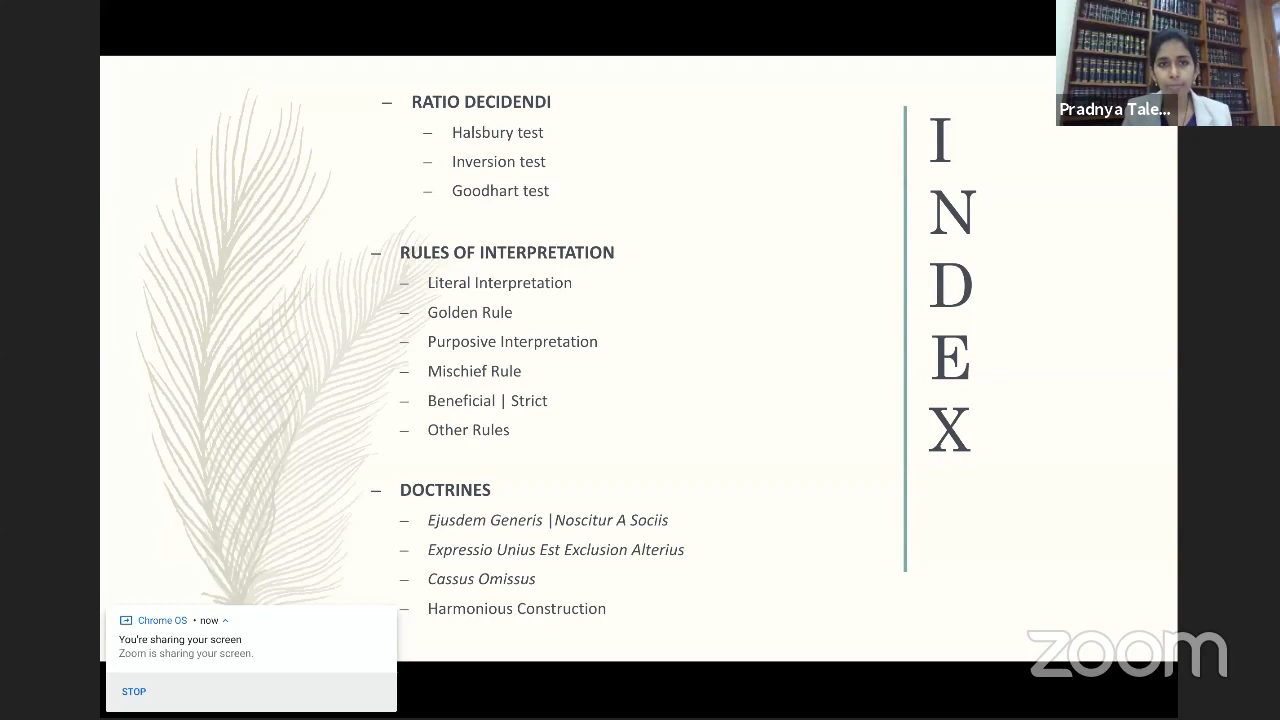 – RATIO DECIDENDI
– Halsbury test
– Inversion test
– Goodhart test
– RULES OF INTERPRETATION
– Literal Interpretation
– Golden Rule
– Purposive Interpretation
– Mischief Rule
– Beneficial | Strict
– Other Rules
– DOCTRINES
– Ejusdem Generis |Noscitur A Sociis
– Expressio Unius Est Exclusion Alterius
– Cassus Omissus
– Harmonious Construction
I
N
D
E
X
Pradnya Tale...
Chrome OS • now
You're sharing your screen
Zoom is sharing your screen.
STOP
zoom